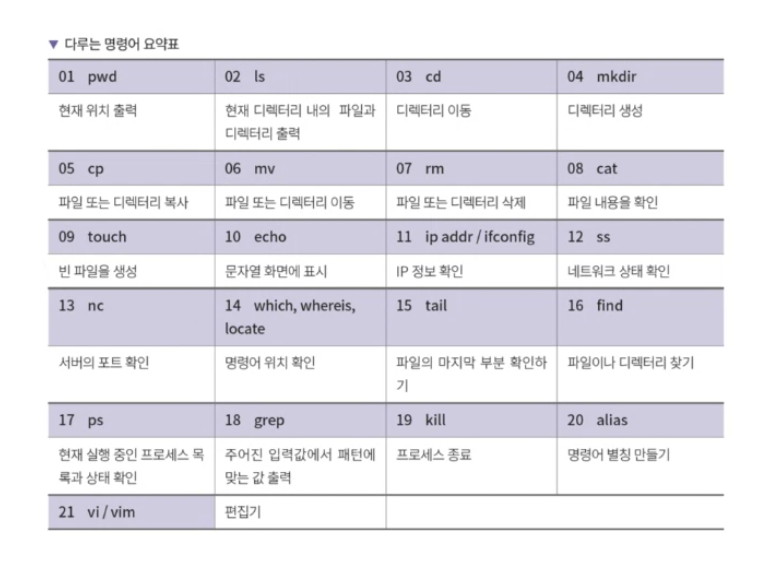 ▼ 다루는 명령어 요약표
01 pwd
02 ls
03 cd
04 mkdir
현재 위치 출력
현재 디렉터리 내의 파일과
디렉터리 출력
디렉터리 이동
디렉터리 생성
05 cp
06 mv
07 rm
08 cat
파일 또는 디렉터리 복사
파일 또는 디렉터리 이동
파일 또는 디렉터리 삭제
파일 내용을 확인
09 touch
10 echo
11 ip addr / ifconfig
12 ss
빈 파일을 생성
문자열 화면에 표시
IP 정보 확인
네트워크 상태 확인
13 nc
14 which, whereis,
locate
15 tail
16 find
서버의 포트 확인
명령어 위치 확인
파일의 마지막 부분 확인하
기
파일이나 디렉터리 찾기
17 ps
18 grep
19 kill
20 alias
현재 실행 중인 프로세스 목
록과 상태 확인
주어진 입력값에서 패턴에
맞는 값 출력
프로세스 종료
명령어 별칭 만들기
21 vi / vim
편집기